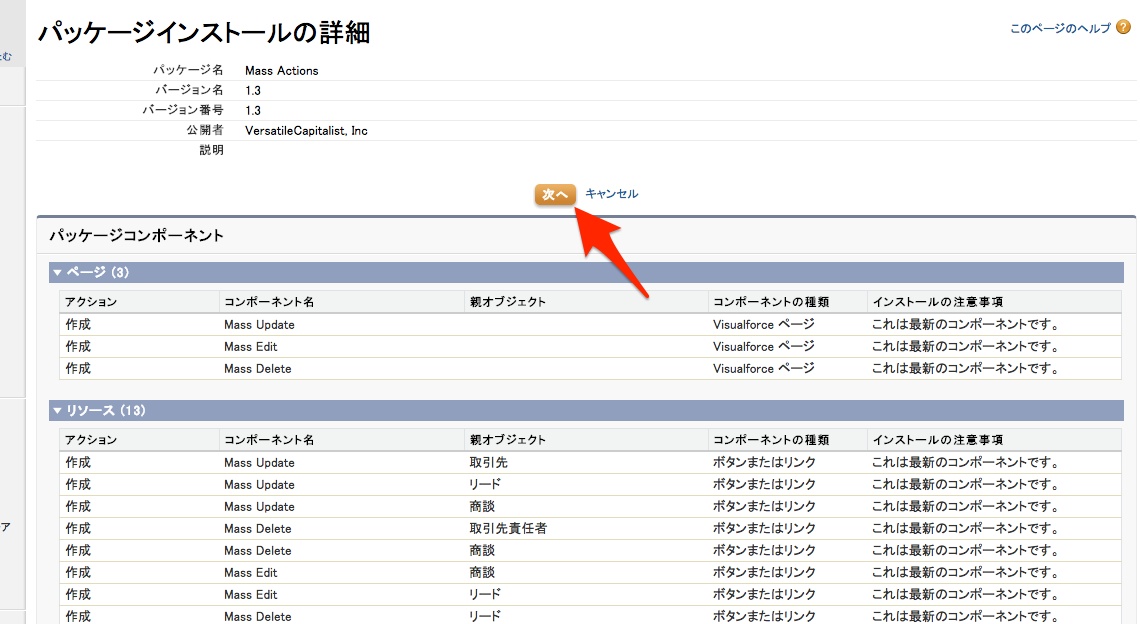 パッケージインストールの詳細
このページのヘルプ ?
む
パッケージ名 Mass Actions
バージョン名 1.3
バージョン番号 1.3
公開者 VersatileCapitalist, Inc
説明
次へ キャンセル
パッケージコンポーネント
ページ (3)
アクション コンポーネント名 親オブジェクト コンポーネントの種類 インストールの注意事項
作成 Mass Update Visualforce ページ これは最新のコンポーネントです。
作成 Mass Edit Visualforce ページ これは最新のコンポーネントです。
作成 Mass Delete Visualforce ページ これは最新のコンポーネントです。
リソース (13)
アクション コンポーネント名 親オブジェクト コンポーネントの種類 インストールの注意事項
作成 Mass Update 取引先 ボタンまたはリンク これは最新のコンポーネントです。
作成 Mass Update リード ボタンまたはリンク これは最新のコンポーネントです。
作成 Mass Update 商談 ボタンまたはリンク これは最新のコンポーネントです。
ア
作成 Mass Delete 取引先責任者 ボタンまたはリンク これは最新のコンポーネントです。
作成 Mass Delete 商談 ボタンまたはリンク これは最新のコンポーネントです。
作成 Mass Edit 商談 ボタンまたはリンク これは最新のコンポーネントです。
作成 Mass Edit リード ボタンまたはリンク これは最新のコンポーネントです。
作成 Mass Delete リード ボタンまたはリンク これは最新のコンポーネントです。